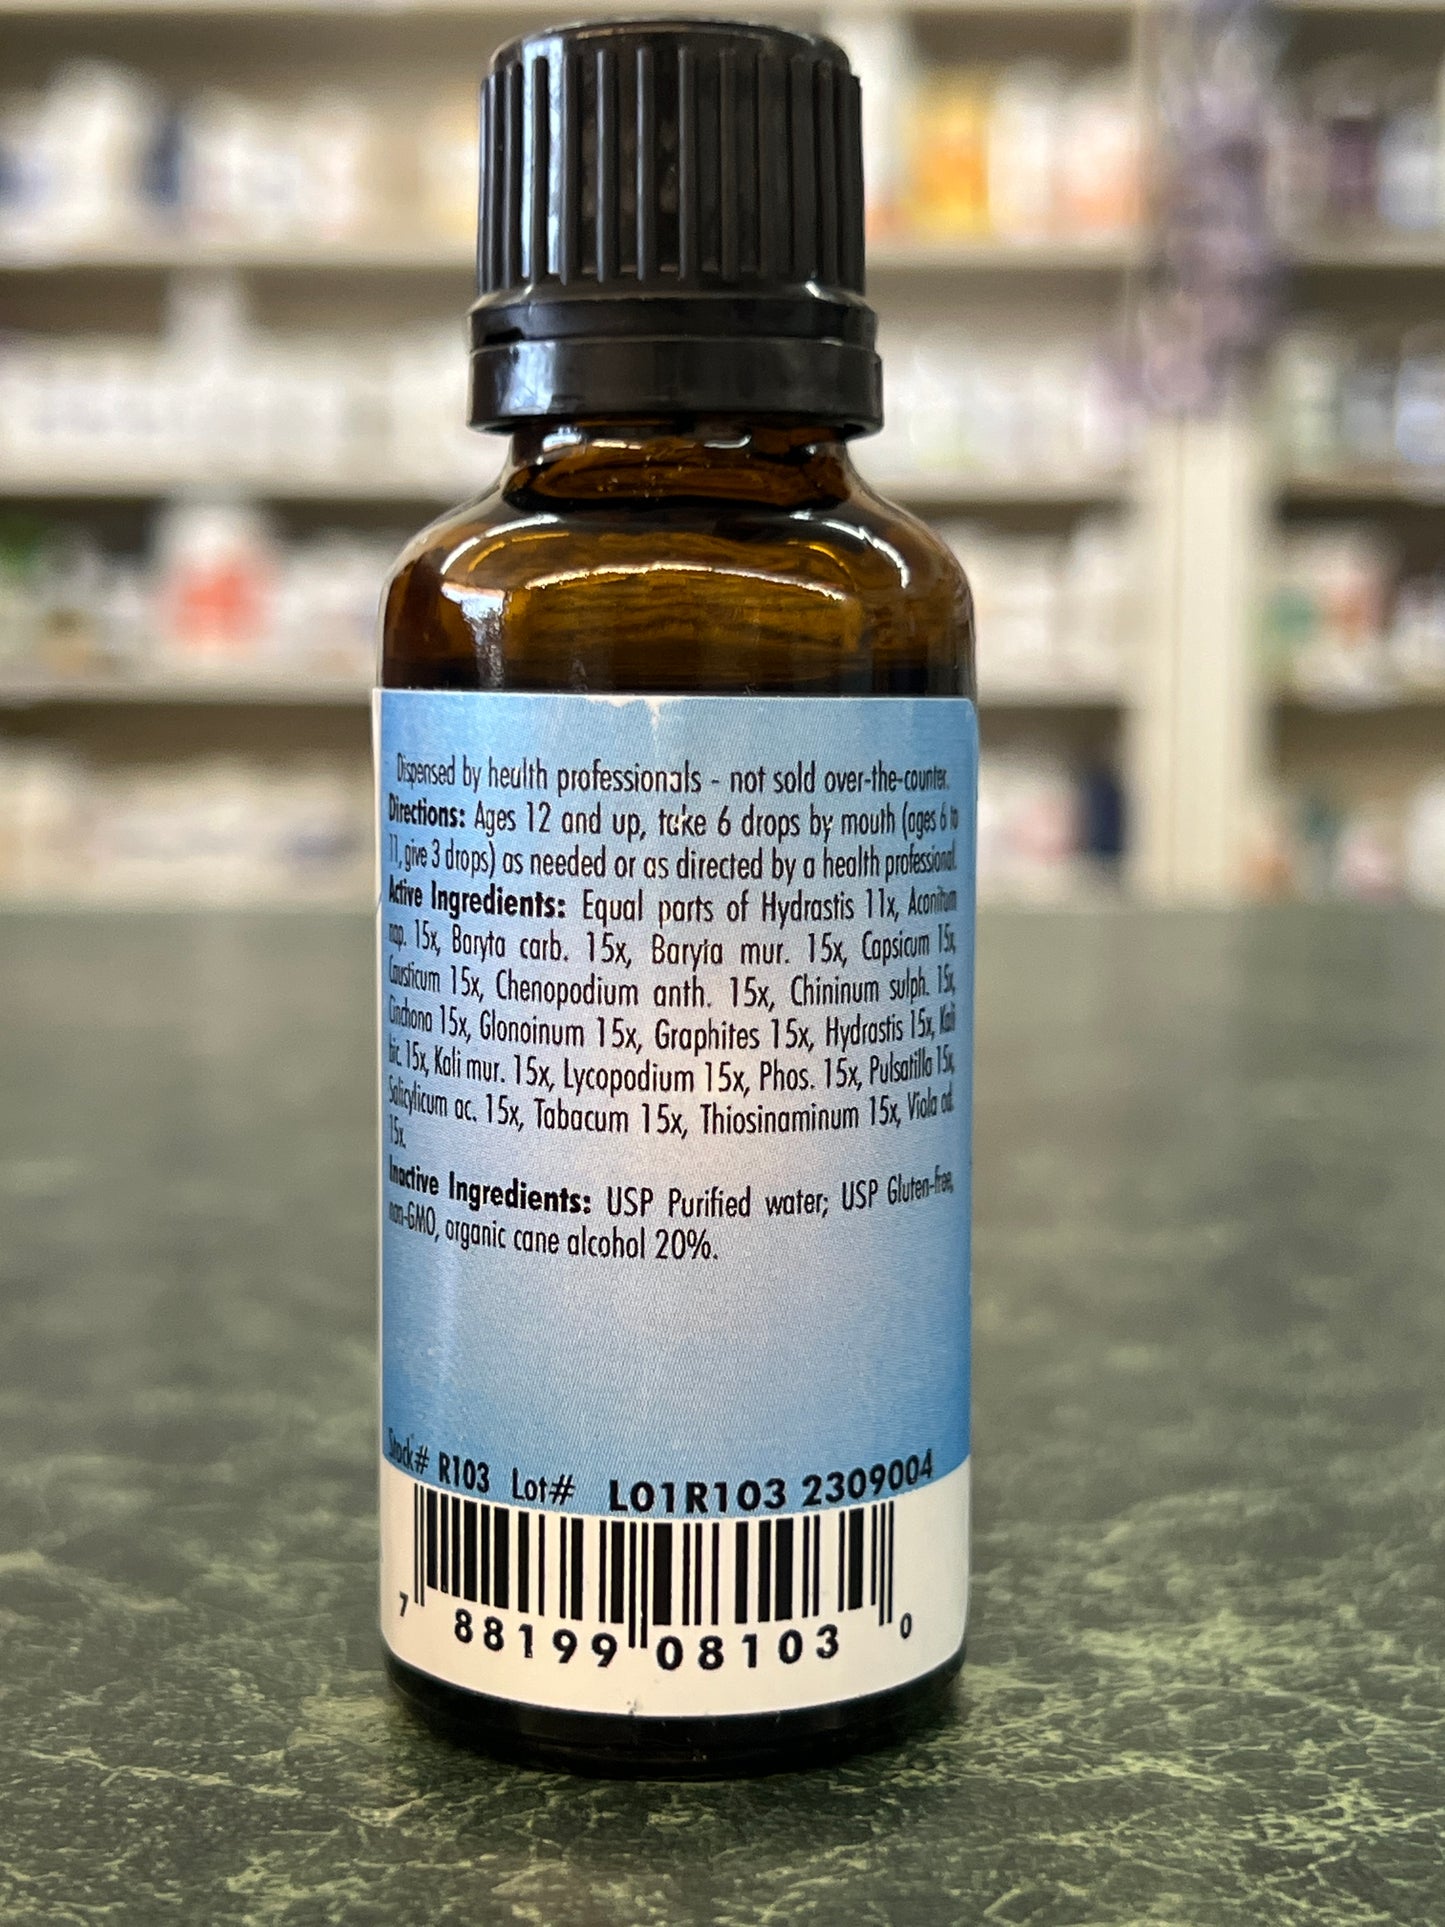 Dispensed by health professionals - not sold over-the-counter.
Directions: Ages 12 and up, take 6 drops by mouth (ages 6 to
11, give 3 drops) as needed or as directed by a health professional.
Active Ingredients: Equal parts of Hydrastis 11x, Aconitum
nap. 15x, Baryta carb. 15x, Baryta mur. 15x, Capsicum 15x,
Causticum 15x, Chenopodium anth. 15x, Chininum sulph. 15x,
Cinchona 15x, Glonoinum 15x, Graphites 15x, Hydrastis 15x, Kali
bic. 15x, Kali mur. 15x, Lycopodium 15x, Phos. 15x, Pulsatilla 15x,
Salicylicum ac. 15x, Tabacum 15x, Thiosinaminum 15x, Viola od.
15x.
Inactive Ingredients: USP Purified water; USP Gluten-free,
non-GMO, organic cane alcohol 20%.
Stock# R103 Lot# L01R103 2309004
7 88199 08103 0